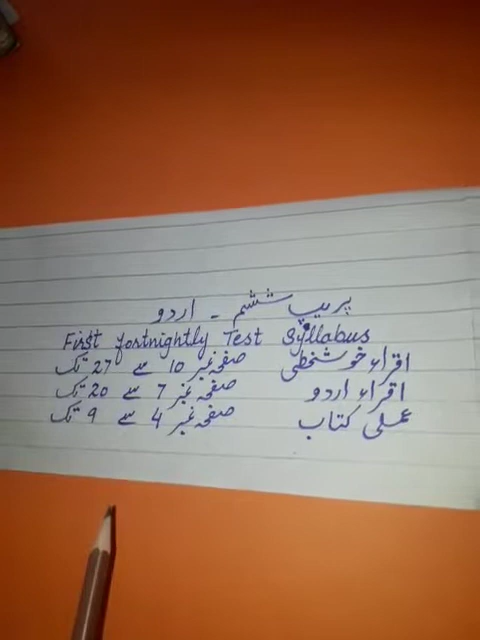 پریپ ششم - اردو
First fortnightly Test Syllabus
اقراء خوشخطی صفحہ نمبر 10 سے 27 تک
اقراء اردو صفحہ نمبر 7 سے 20 تک
عملی کتاب صفحہ نمبر 4 سے 9 تک